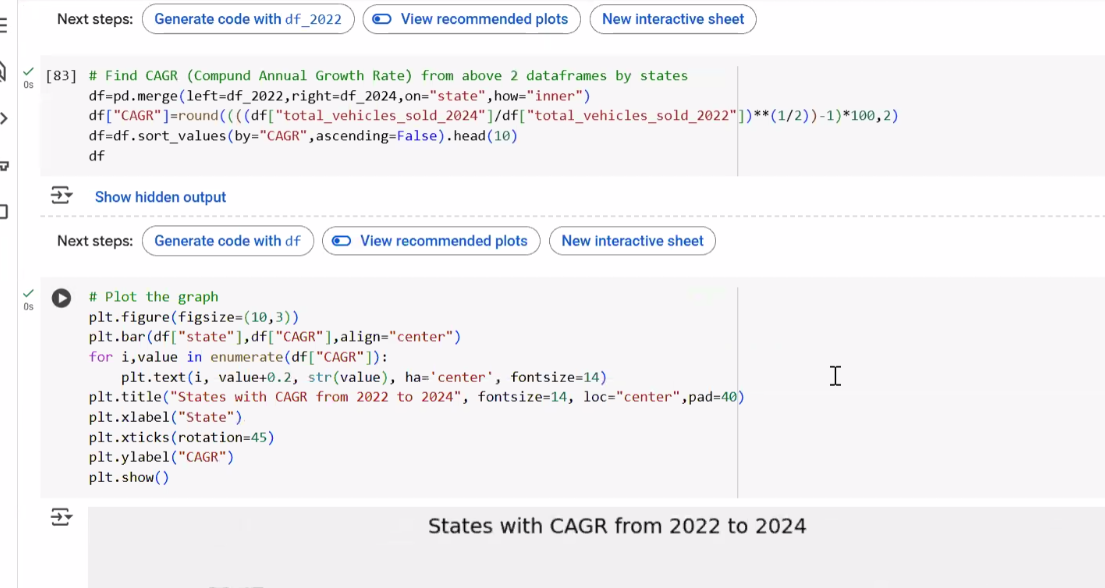 Next steps: Generate code with df_2022 View recommended plots New interactive sheet
[83] # Find CAGR (Compund Annual Growth Rate) from above 2 dataframes by states
0s
df=pd.merge(left=df_2022,right=df_2024,on="state",how="inner")
df["CAGR"]=round((((df["total_vehicles_sold_2024"]/df["total_vehicles_sold_2022"])**(1/2))-1)*100,2)
df=df.sort_values(by="CAGR",ascending=False).head(10)
df
Show hidden output
Next steps: Generate code with df View recommended plots New interactive sheet
# Plot the graph
0s
plt.figure(figsize=(10,3))
plt.bar(df["state"],df["CAGR"],align="center")
for i,value in enumerate(df["CAGR"]):
    plt.text(i, value+0.2, str(value), ha='center', fontsize=14)
plt.title("States with CAGR from 2022 to 2024", fontsize=14, loc="center",pad=40)
plt.xlabel("State")
plt.xticks(rotation=45)
plt.ylabel("CAGR")
plt.show()
States with CAGR from 2022 to 2024